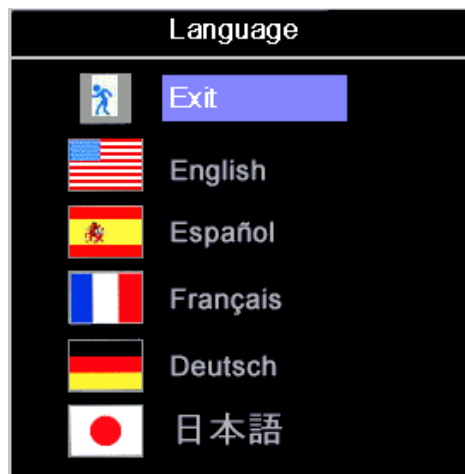 Language
Exit
English
Español
Français
Deutsch
日本語